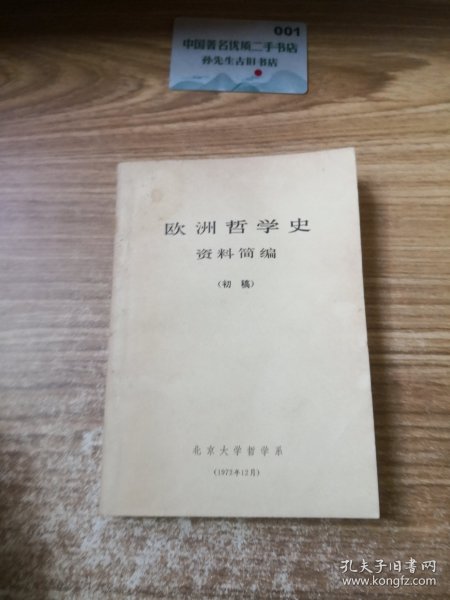 001
中国著名优质二手书店
孙先生古旧书店
欧洲哲学史
资料简编
（初稿）
北京大学哲学系
（1972年12月）
孔夫子旧书网
www.kongfz.com